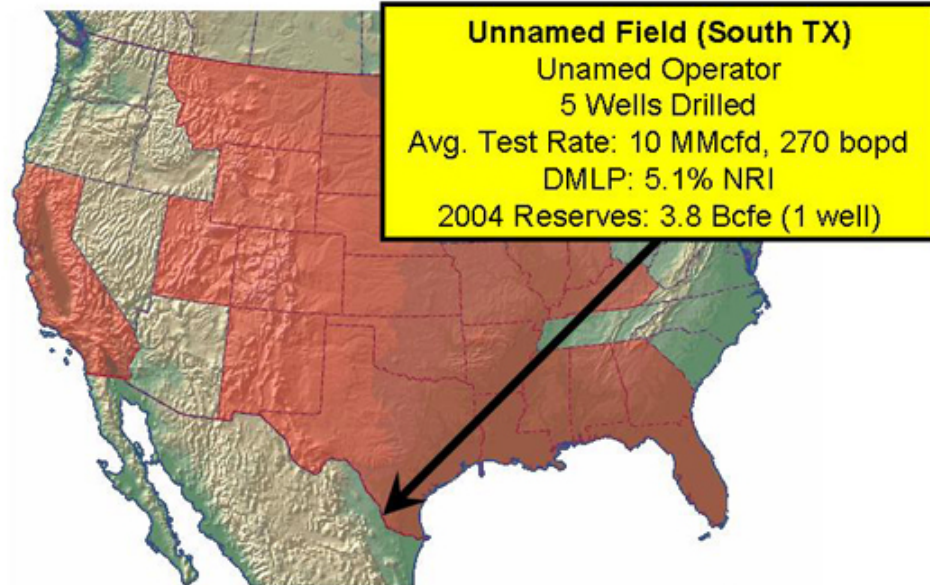 Unnamed Field (South TX)
Unamed Operator
5 Wells Drilled
Avg. Test Rate: 10 MMcfd, 270 bopd
DMLP: 5.1% NRI
2004 Reserves: 3.8 Bcfe (1 well)